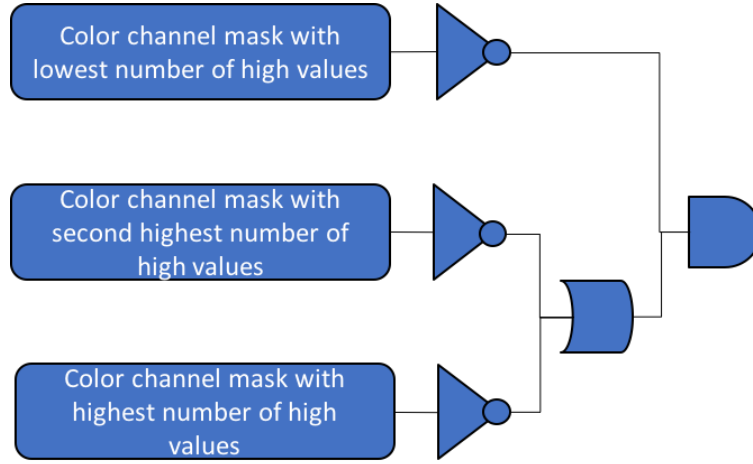 Color channel mask with
lowest number of high values
Color channel mask with
second highest number of
high values
Color channel mask with
highest number of high
values